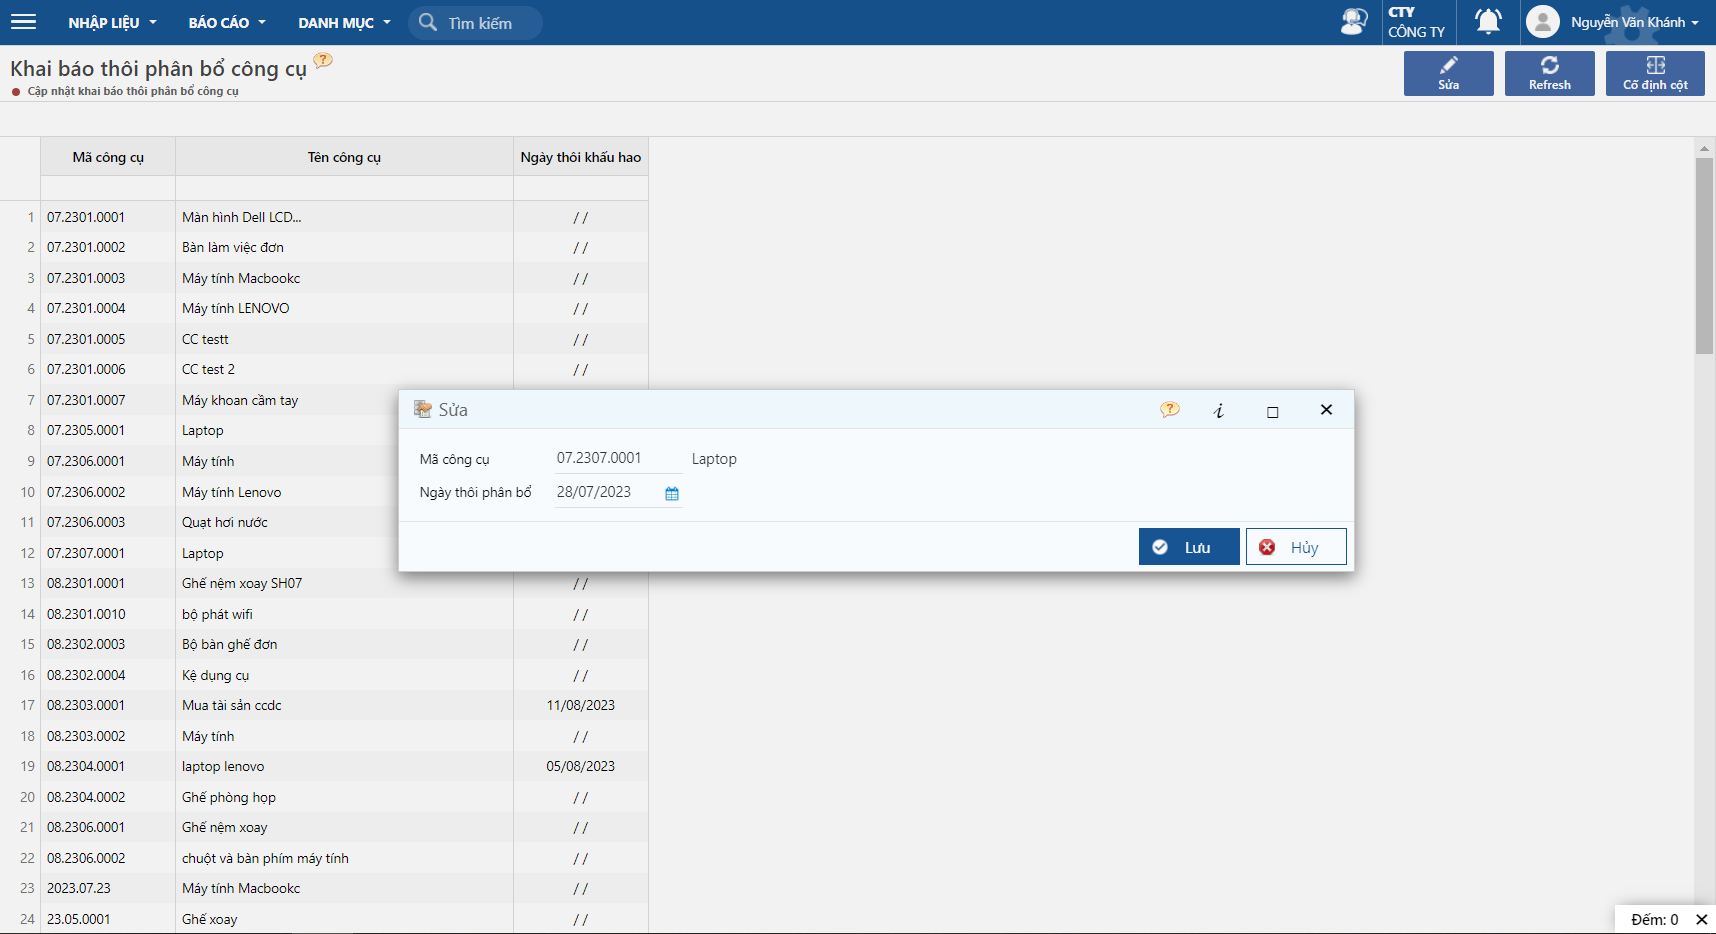 NHẬP LIỆU BÁO CÁO DANH MỤC Tìm kiếm CTY CÔNG TY Nguyễn Văn Khánh
Khai báo thôi phân bổ công cụ ?
Cập nhật khai báo thôi phân bổ công cụ
Sửa Refresh Cố định cột
Mã công cụ Tên công cụ Ngày thôi khấu hao
1 07.2301.0001 Màn hình Dell LCD... / /
2 07.2301.0002 Bàn làm việc đơn / /
3 07.2301.0003 Máy tính Macbookc / /
4 07.2301.0004 Máy tính LENOVO / /
5 07.2301.0005 CC testt / /
6 07.2301.0006 CC test 2 / /
7 07.2301.0007 Máy khoan cầm tay
8 07.2305.0001 Laptop
9 07.2306.0001 Máy tính
10 07.2306.0002 Máy tính Lenovo
11 07.2306.0003 Quạt hơi nước
12 07.2307.0001 Laptop
13 08.2301.0001 Ghế nệm xoay SH07 / /
14 08.2301.0010 bộ phát wifi / /
15 08.2302.0003 Bộ bàn ghế đơn / /
16 08.2302.0004 Kệ dụng cụ / /
17 08.2303.0001 Mua tài sản ccdc 11/08/2023
18 08.2303.0002 Máy tính / /
19 08.2304.0001 laptop lenovo 05/08/2023
20 08.2304.0002 Ghế phòng họp / /
21 08.2306.0001 Ghế nệm xoay / /
22 08.2306.0002 chuột và bàn phím máy tính / /
23 2023.07.23 Máy tính Macbookc / /
24 23.05.0001 Ghế xoay / /
Sửa ? i
Mã công cụ 07.2307.0001 Laptop
Ngày thôi phân bổ 28/07/2023
Lưu Hủy
Đếm: 0